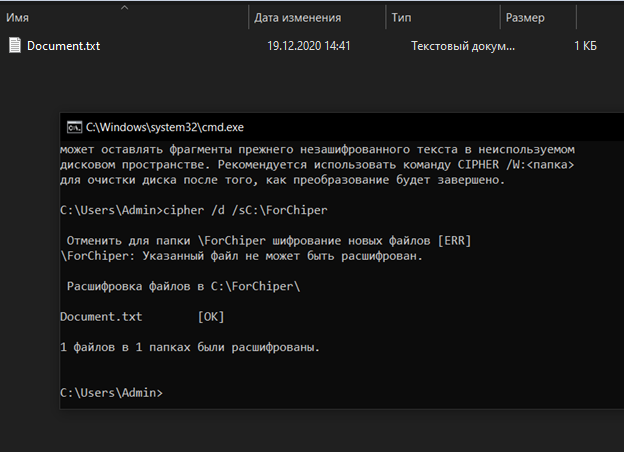 Имя Дата изменения Тип Размер
Document.txt 19.12.2020 14:41 Текстовый докум... 1 КБ
C:\Windows\system32\cmd.exe
может оставлять фрагменты прежнего незашифрованного текста в неиспользуемом
дисковом пространстве. Рекомендуется использовать команду CIPHER /W:<папка>
для очистки диска после того, как преобразование будет завершено.
C:\Users\Admin>cipher /d /sC:\ForChiper
Отменить для папки \ForChiper шифрование новых файлов [ERR]
\ForChiper: Указанный файл не может быть расшифрован.
Расшифровка файлов в C:\ForChiper\
Document.txt [OK]
1 файлов в 1 папках были расшифрованы.
C:\Users\Admin>